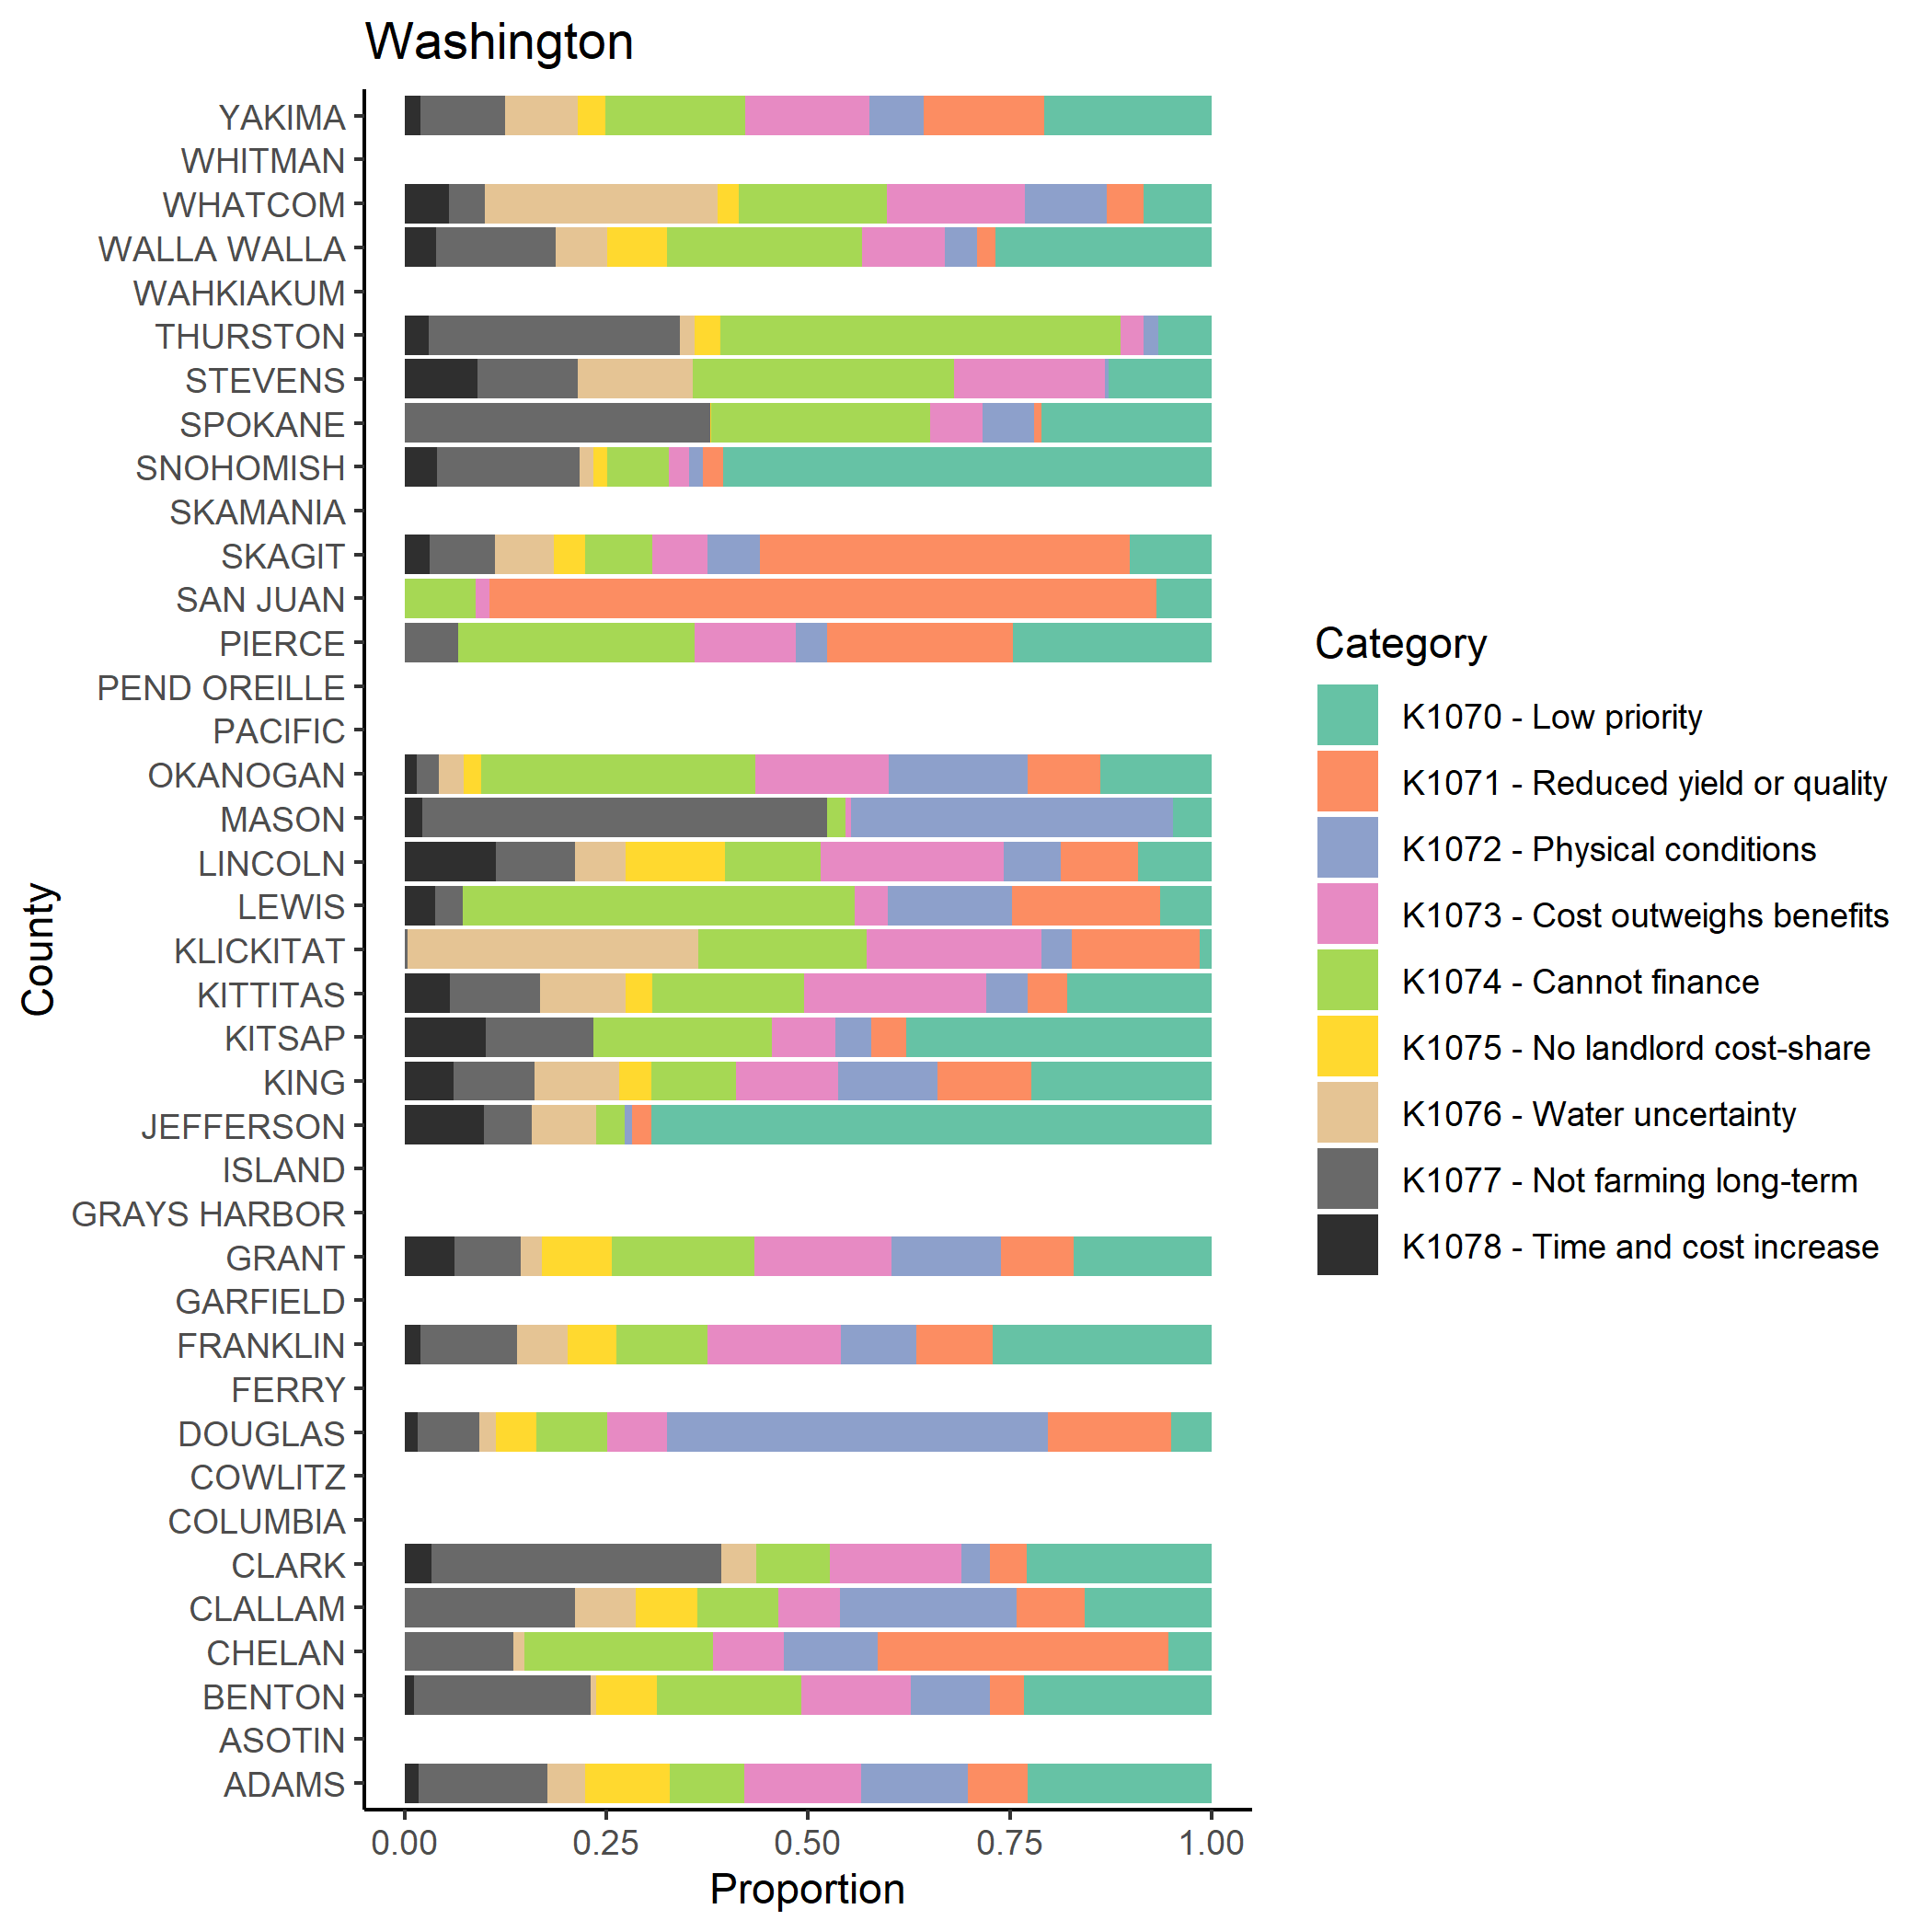 Washington
YAKIMA
WHITMAN
WHATCOM
WALLA WALLA
WAHKIAKUM
THURSTON
STEVENS
SPOKANE
SNOHOMISH
SKAMANIA
SKAGIT
SAN JUAN
PIERCE
PEND OREILLE
PACIFIC
OKANOGAN
MASON
LINCOLN
LEWIS
KLICKITAT
KITTITAS
KITSAP
KING
JEFFERSON
ISLAND
GRAYS HARBOR
GRANT
GARFIELD
FRANKLIN
FERRY
DOUGLAS
COWLITZ
COLUMBIA
CLARK
CLALLAM
CHELAN
BENTON
ASOTIN
ADAMS
County
0.00 0.25 0.50 0.75 1.00
Proportion
Category
K1070 - Low priority
K1071 - Reduced yield or quality
K1072 - Physical conditions
K1073 - Cost outweighs benefits
K1074 - Cannot finance
K1075 - No landlord cost-share
K1076 - Water uncertainty
K1077 - Not farming long-term
K1078 - Time and cost increase